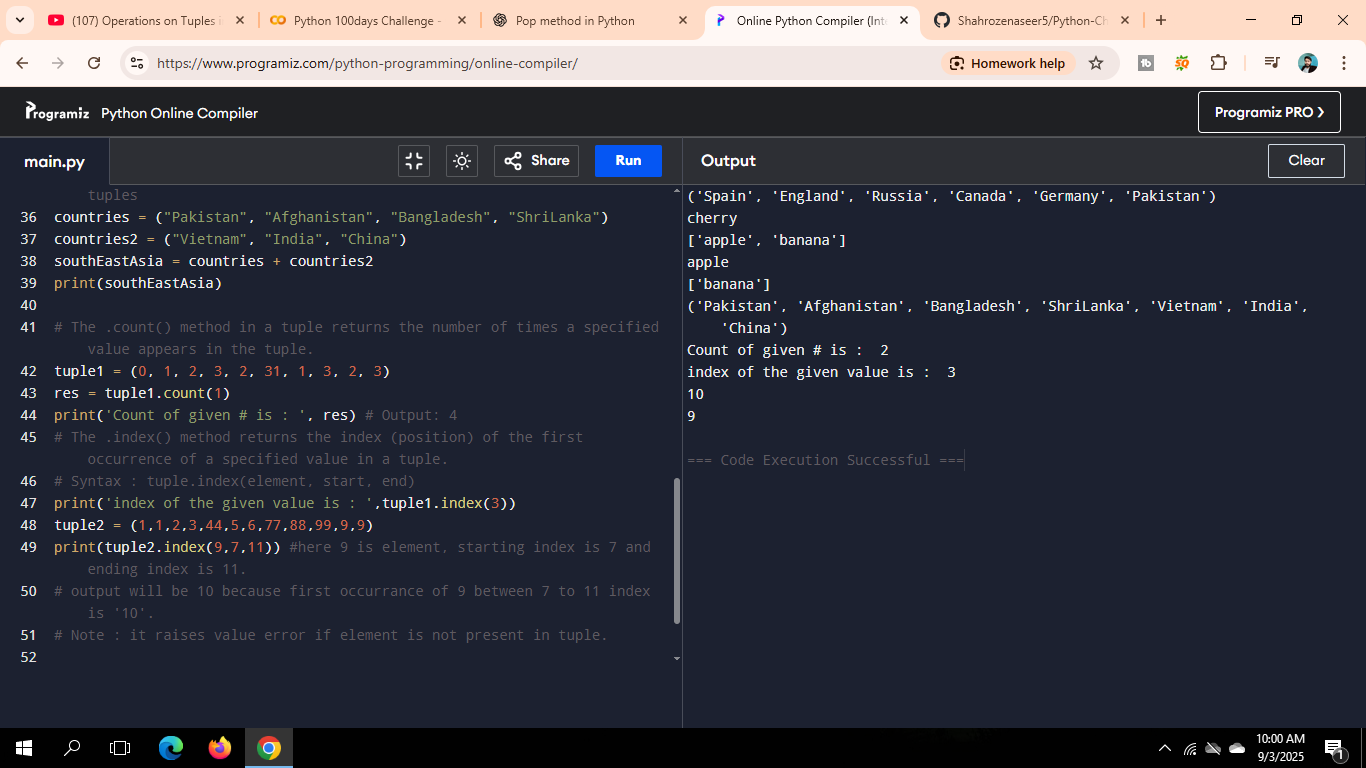 (107) Operations on Tuples i
Python 100days Challenge -
Pop method in Python
Online Python Compiler (Int
Shahrozenaseer5/Python-Ch
https://www.programiz.com/python-programming/online-compiler/
Homework help
Programiz
Python Online Compiler
Programiz PRO
main.py
Share
Run
Output
Clear
tuples
36 countries = ("Pakistan", "Afghanistan", "Bangladesh", "ShriLanka")
37 countries2 = ("Vietnam", "India", "China")
38 southEastAsia = countries + countries2
39 print(southEastAsia)
40
41 # The .count() method in a tuple returns the number of times a specified
value appears in the tuple.
42 tuple1 = (0, 1, 2, 3, 2, 31, 1, 3, 2, 3)
43 res = tuple1.count(1)
44 print('Count of given # is : ', res) # Output: 4
45 # The .index() method returns the index (position) of the first
occurrence of a specified value in a tuple.
46 # Syntax : tuple.index(element, start, end)
47 print('index of the given value is : ',tuple1.index(3))
48 tuple2 = (1,1,2,3,44,5,6,77,88,99,9,9)
49 print(tuple2.index(9,7,11)) #here 9 is element, starting index is 7 and
ending index is 11.
50 # output will be 10 because first occurrance of 9 between 7 to 11 index
is '10'.
51 # Note : it raises value error if element is not present in tuple.
52
('Spain', 'England', 'Russia', 'Canada', 'Germany', 'Pakistan')
cherry
['apple', 'banana']
apple
['banana']
('Pakistan', 'Afghanistan', 'Bangladesh', 'ShriLanka', 'Vietnam', 'India',
'China')
Count of given # is :  2
index of the given value is :  3
10
9
=== Code Execution Successful ===
10:00 AM
9/3/2025
1